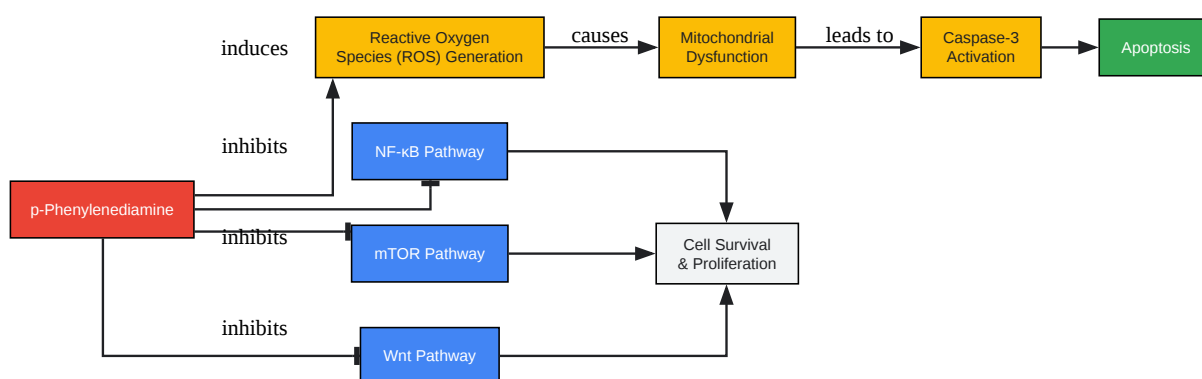 induces
Reactive Oxygen
Species (ROS) Generation
causes
Mitochondrial
Dysfunction
leads to
Caspase-3
Activation
Apoptosis
inhibits
NF-κB Pathway
p-Phenylenediamine
inhibits
mTOR Pathway
Cell Survival
& Proliferation
inhibits
Wnt Pathway